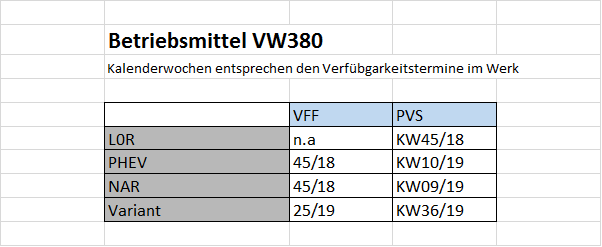 Betriebsmittel VW380
Kalenderwochen entsprechen den Verfübgarkeitstermine im Werk
VFF PVS
L0R n.a KW45/18
PHEV 45/18 KW10/19
NAR 45/18 KW09/19
Variant 25/19 KW36/19